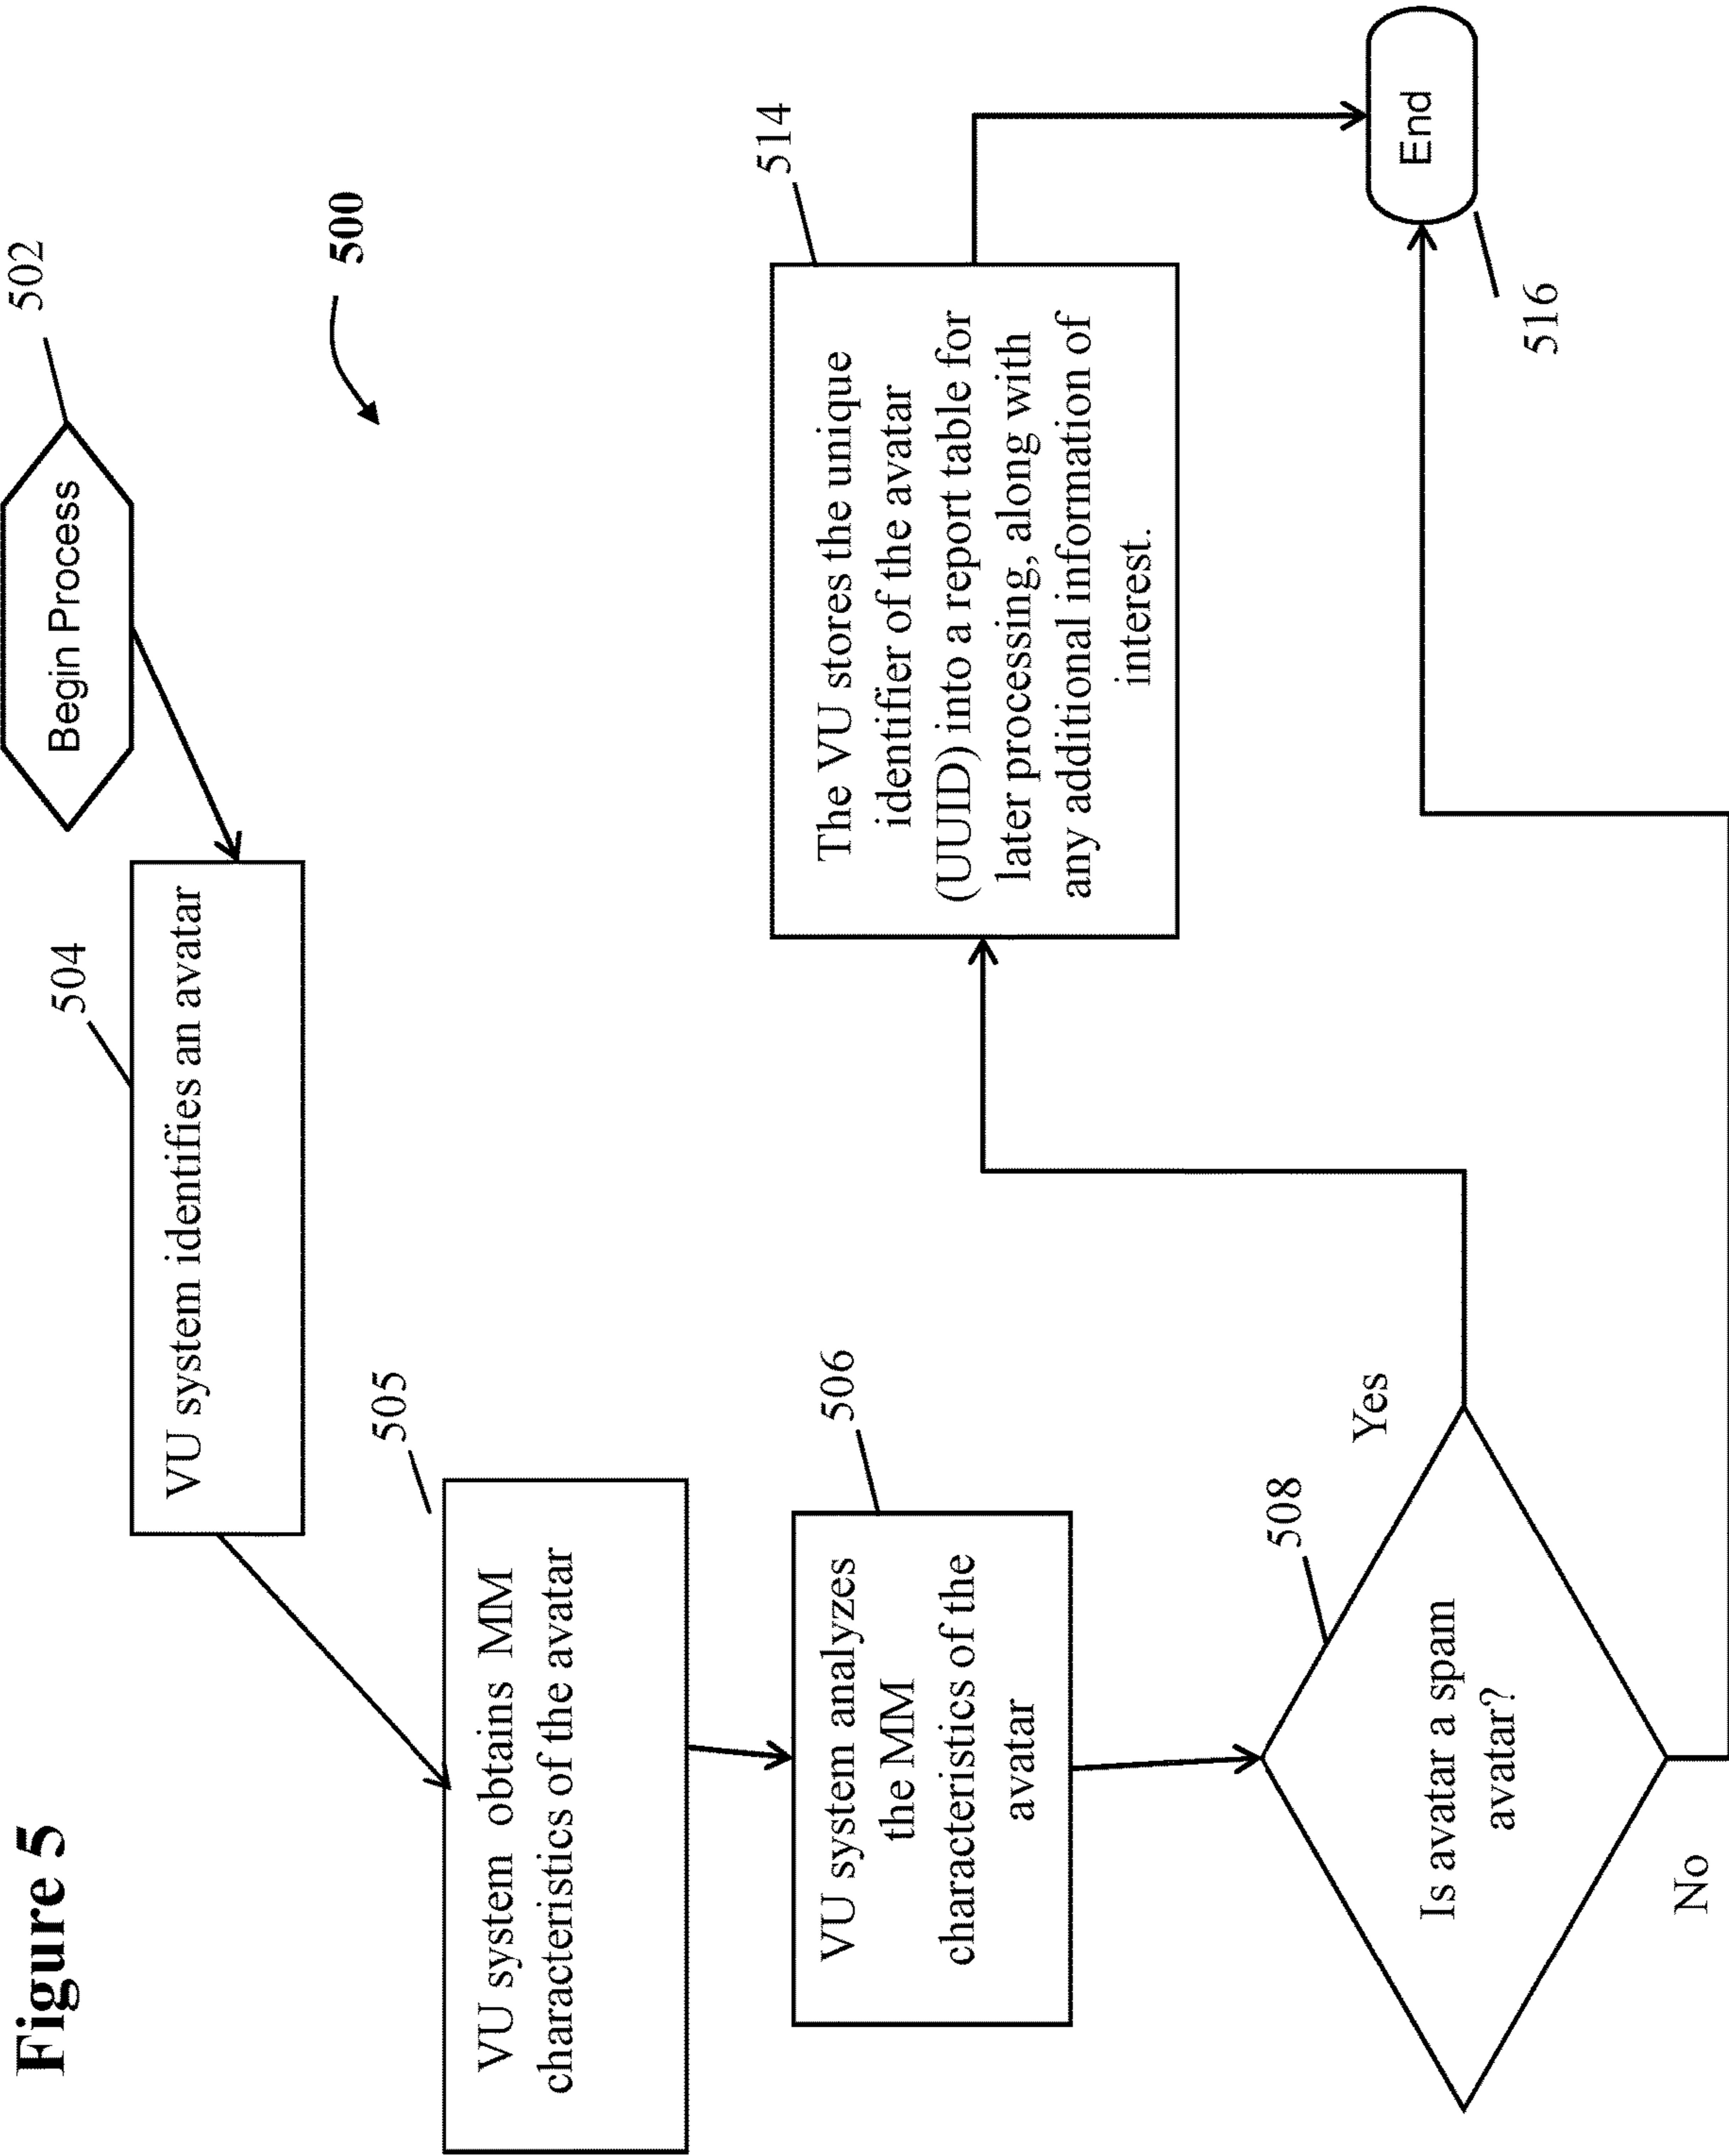 Figure 5
502
Begin Process
500
504
VU system identifies an avatar
505
VU system obtains MM
characteristics of the avatar
506
VU system analyzes
the MM
characteristics of the
avatar
508
Is avatar a spam
avatar?
Yes
No
514
The VU stores the unique
identifier of the avatar
(UUID) into a report table for
later processing, along with
any additional information of
interest.
End
516